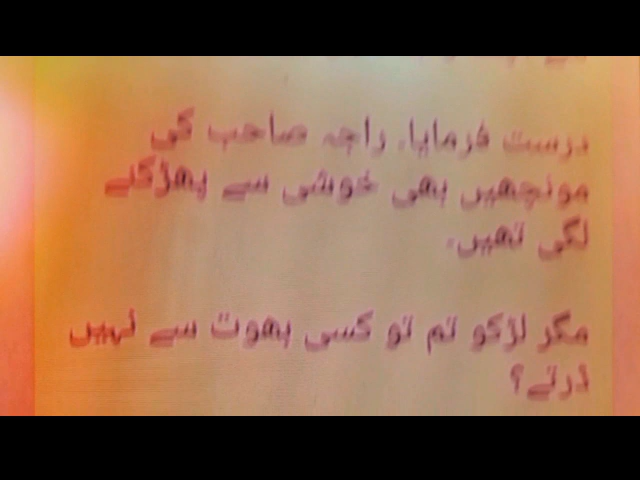 درست فرمایا. راجہ صاحب کی
مونچھیں بھی خوشی سے پھڑکنے
لگی تھیں.
مگر لڑکو تم تو کسی بھوت سے نہیں
ڈرتے؟